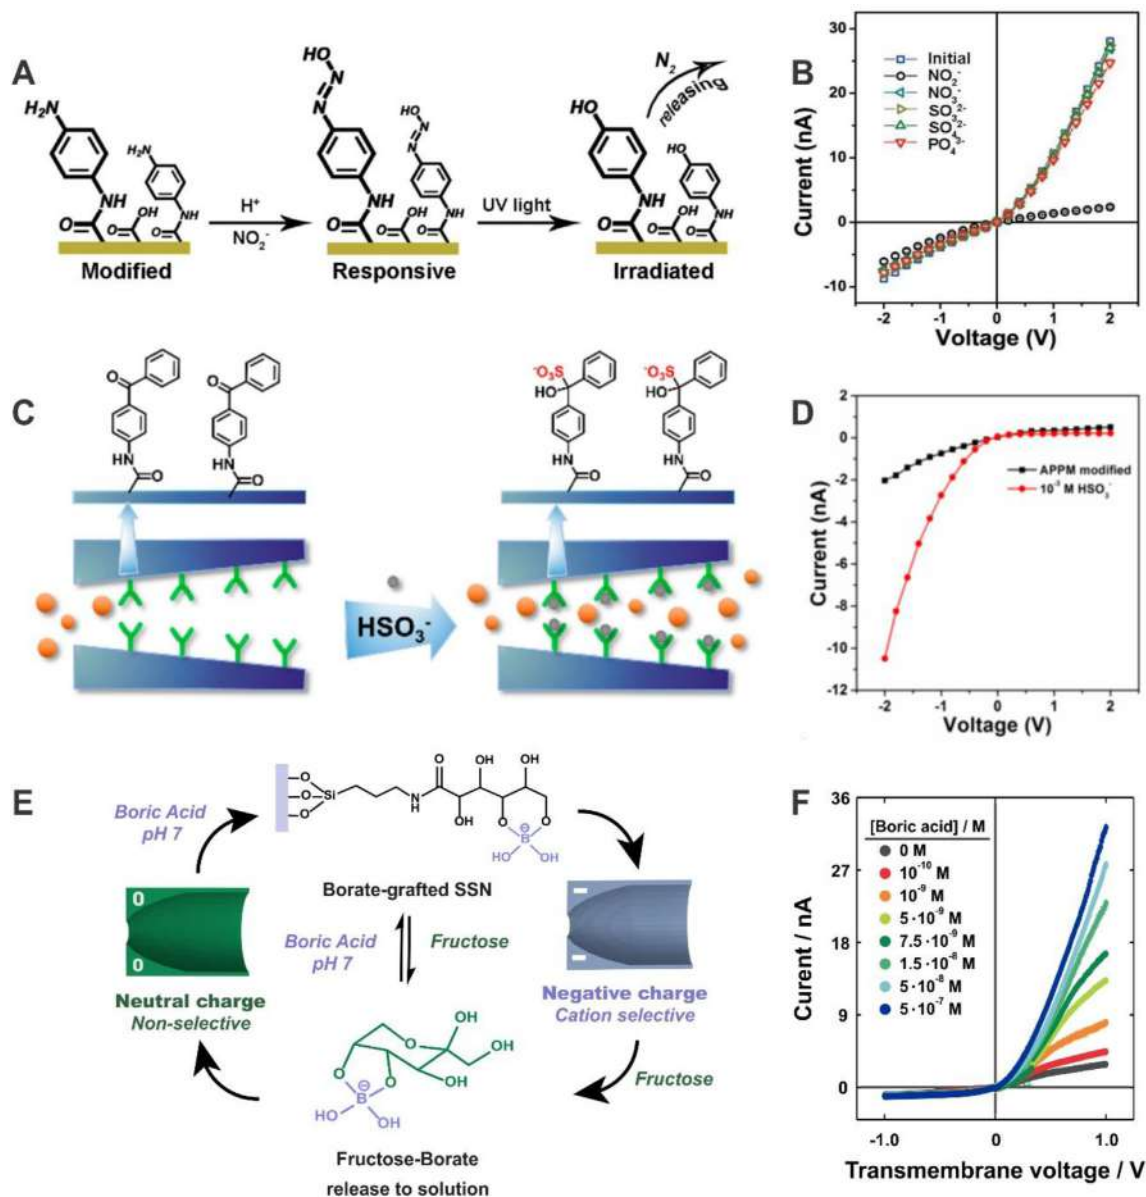 A
H₂N
NH
O
OH
H₂N
NH
O
Modified
H⁺
NO₂⁻
HO
N
N
N
H
NH
O
OH
HO
N
N
N
H
NH
O
Responsive
UV light
HO
NH
O
OH
HO
NH
O
N₂
releasing
Irradiated
B
Initial
NO₂⁻
NO₃⁻
SO₃²⁻
SO₄²⁻
PO₄³⁻
30
20
10
0
-10
Current (nA)
-2 -1 0 1 2
Voltage (V)
C
O
HN
O
O
HN
O
HSO₃⁻
⁻O₃S
HO
HN
O
⁻O₃S
HO
HN
O
D
2
0
-2
-4
-6
-8
-10
-12
Current (nA)
APPM modified
10⁻³ M HSO₃⁻
-2 -1 0 1 2
Voltage (V)
E
Boric Acid
pH 7
O
O
O
Si
N
H
O
OH
OH
OH
O
O
B
⊖
HO
OH
Borate-grafted SSN
Boric Acid
pH 7
Fructose
0
0
Neutral charge
Non-selective
Negative charge
Cation selective
Fructose
OH
O
OH
OH
O
O
B
⊖
HO
OH
Fructose-Borate
release to solution
F
[Boric acid] / M
0 M
10⁻¹⁰ M
10⁻⁹ M
5·10⁻⁹ M
7.5·10⁻⁹ M
1.5·10⁻⁸ M
5·10⁻⁸ M
5·10⁻⁷ M
36
27
18
9
0
Curent / nA
-1.0 0 1.0
Transmembrane voltage / V